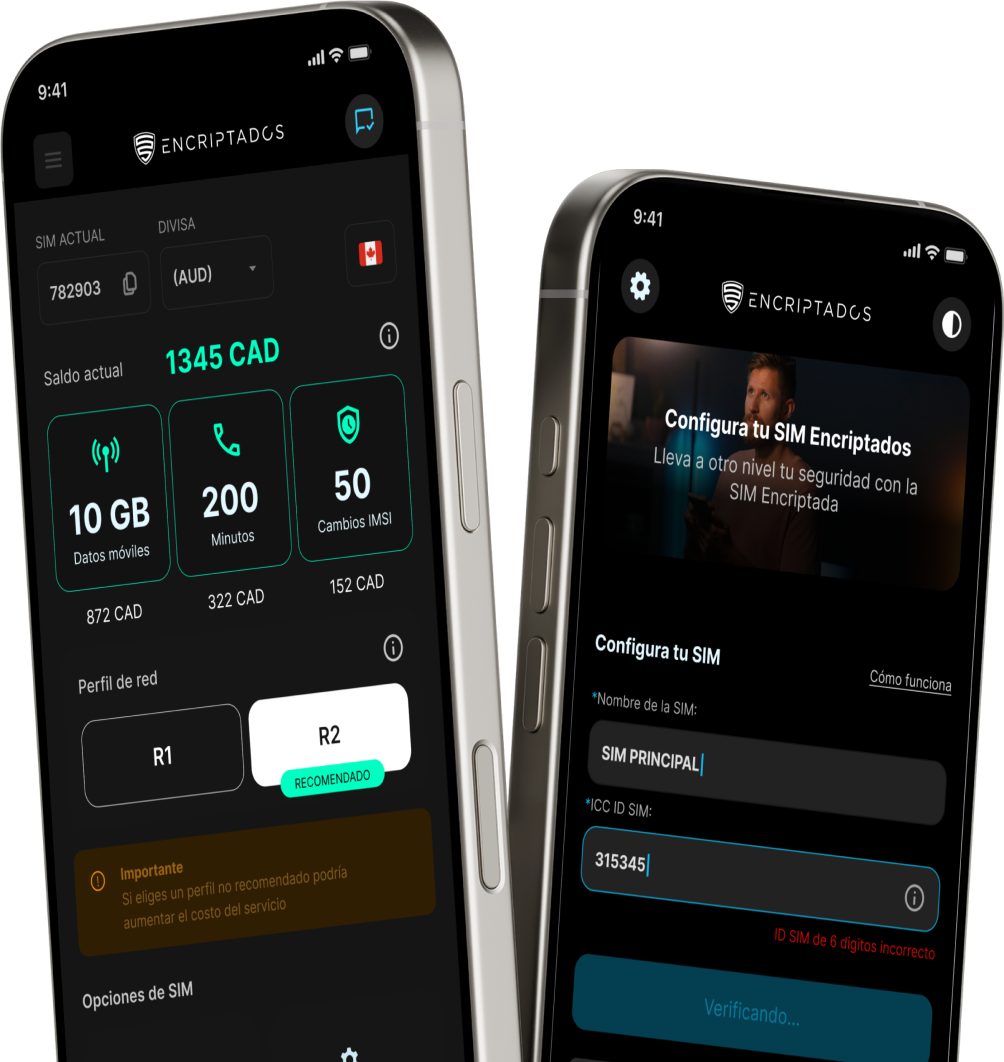 9:41
ENCRIPTADOS
SIM ACTUAL
DIVISA
782903
(AUD)
Saldo actual
1345 CAD
10 GB
Datos móviles
872 CAD
200
Minutos
322 CAD
50
Cambios IMSI
152 CAD
Perfil de red
R1
R2
RECOMENDADO
Importante
Si eliges un perfil no recomendado podría
aumentar el costo del servicio
Opciones de SIM
9:41
ENCRIPTADOS
Configura tu SIM Encriptados
Lleva a otro nivel tu seguridad con la
SIM Encriptada
Configura tu SIM
Cómo funciona
*Nombre de la SIM:
SIM PRINCIPAL
*ICC ID SIM:
315345
ID SIM de 6 digitos incorrecto
Verificando...